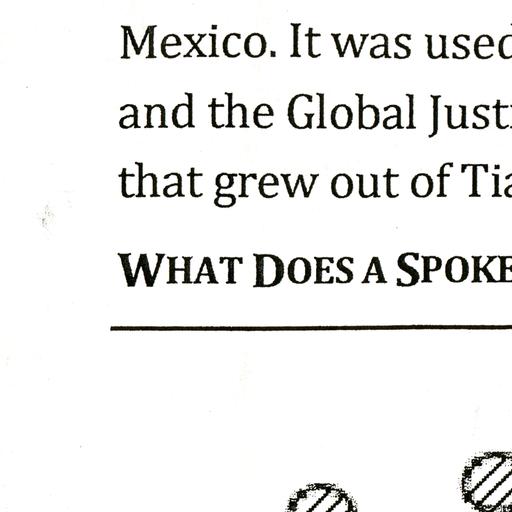 Mexico. It was used
and the Global Justi
that grew out of Tia
WHAT DOES A SPOKE